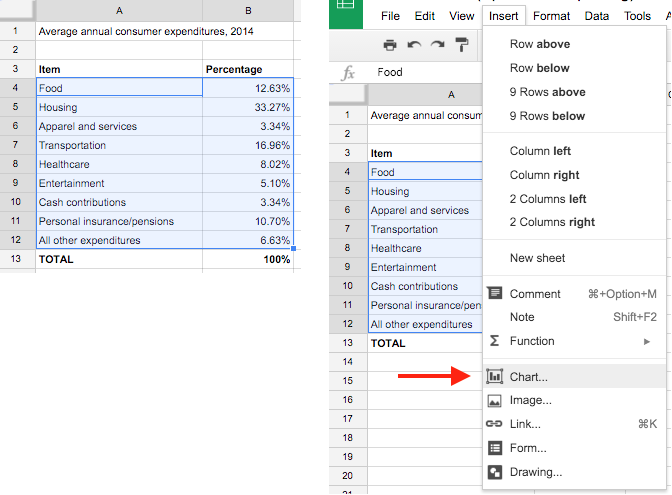 A B
1 Average annual consumer expenditures, 2014
2
3 Item Percentage
4 Food 12.63%
5 Housing 33.27%
6 Apparel and services 3.34%
7 Transportation 16.96%
8 Healthcare 8.02%
9 Entertainment 5.10%
10 Cash contributions 3.34%
11 Personal insurance/pensions 10.70%
12 All other expenditures 6.63%
13 TOTAL 100%
File Edit View Insert Format Data Tools
fx Food
A
1 Average annual consum
2
3 Item
4 Food
5 Housing
6 Apparel and services
7 Transportation
8 Healthcare
9 Entertainment
10 Cash contributions
11 Personal insurance/pen
12 All other expenditures
13 TOTAL
14
15
16
17
18
19
20
Row above
Row below
9 Rows above
9 Rows below
Column left
Column right
2 Columns left
2 Columns right
New sheet
Comment ⌘+Option+M
Note Shift+F2
Σ Function ►
Chart...
Image...
Link... ⌘K
Form...
Drawing...